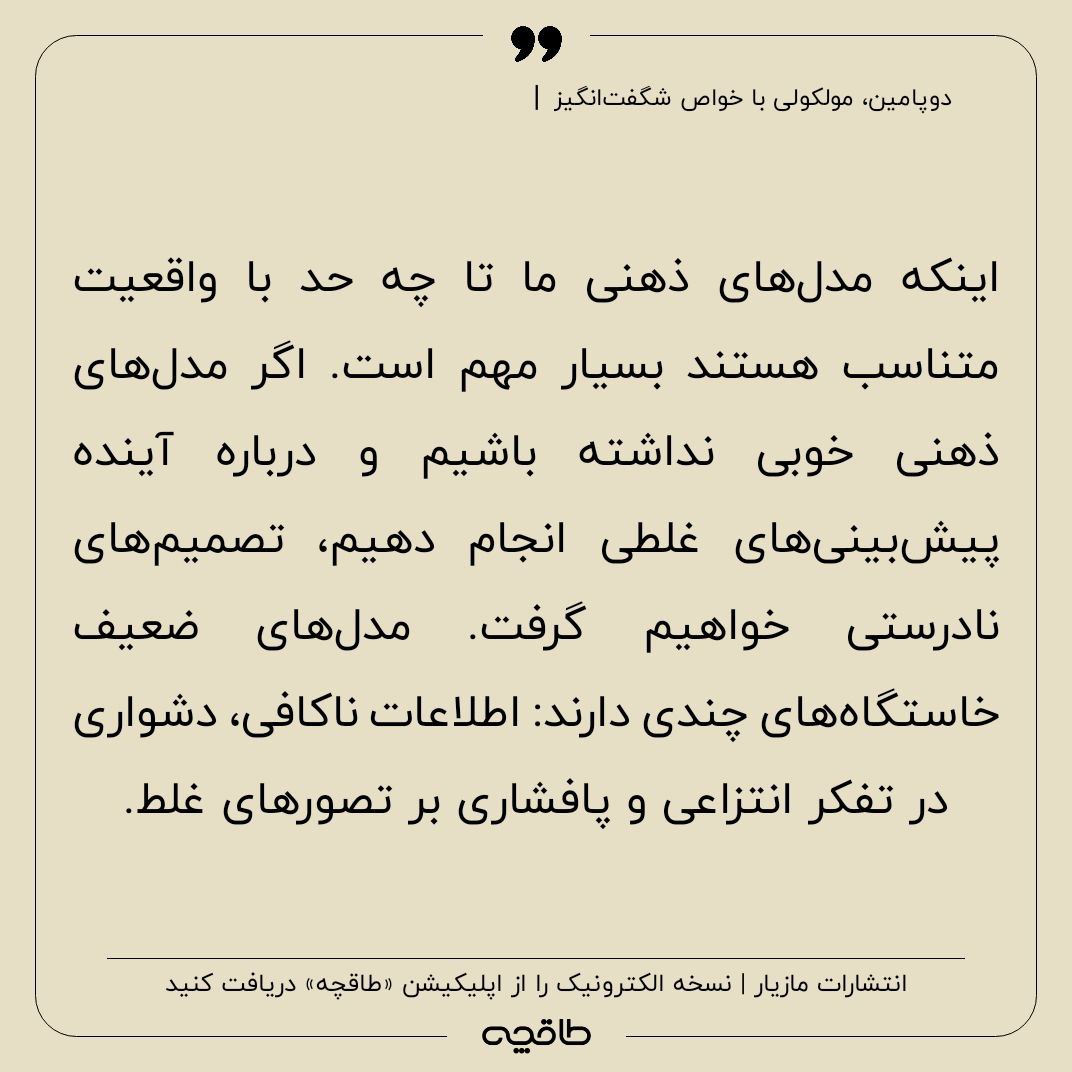 دوپامین، مولکولی با خواص شگفت‌انگیز |
اینکه مدل‌های ذهنی ما تا چه حد با واقعیت
متناسب هستند بسیار مهم است. اگر مدل‌های
ذهنی خوبی نداشته باشیم و درباره آینده
پیش‌بینی‌های غلطی انجام دهیم، تصمیم‌های
نادرستی خواهیم گرفت. مدل‌های ضعیف
خاستگاه‌های چندی دارند: اطلاعات ناکافی، دشواری
در تفکر انتزاعی و پافشاری بر تصورهای غلط.
انتشارات مازیار | نسخه الکترونیک را از اپلیکیشن «طاقچه» دریافت کنید
طاقچه